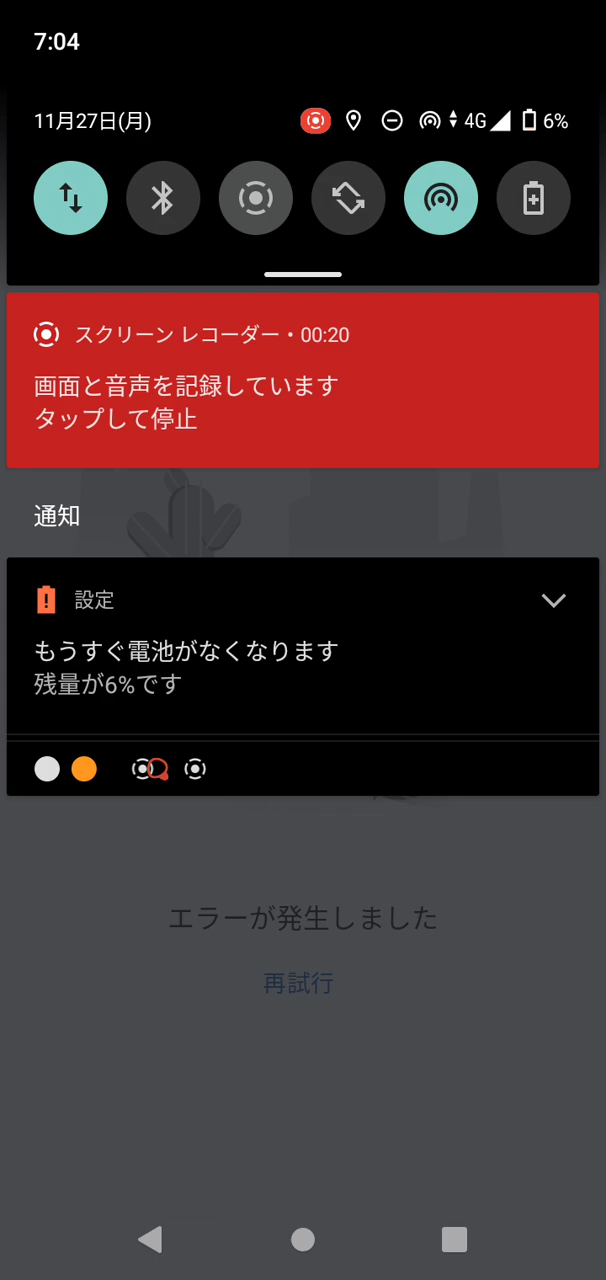 7:04
11月27日(月)
4G 6%
スクリーン レコーダー・00:20
画面と音声を記録しています
タップして停止
通知
設定
もうすぐ電池がなくなります
残量が6%です
エラーが発生しました
再試行